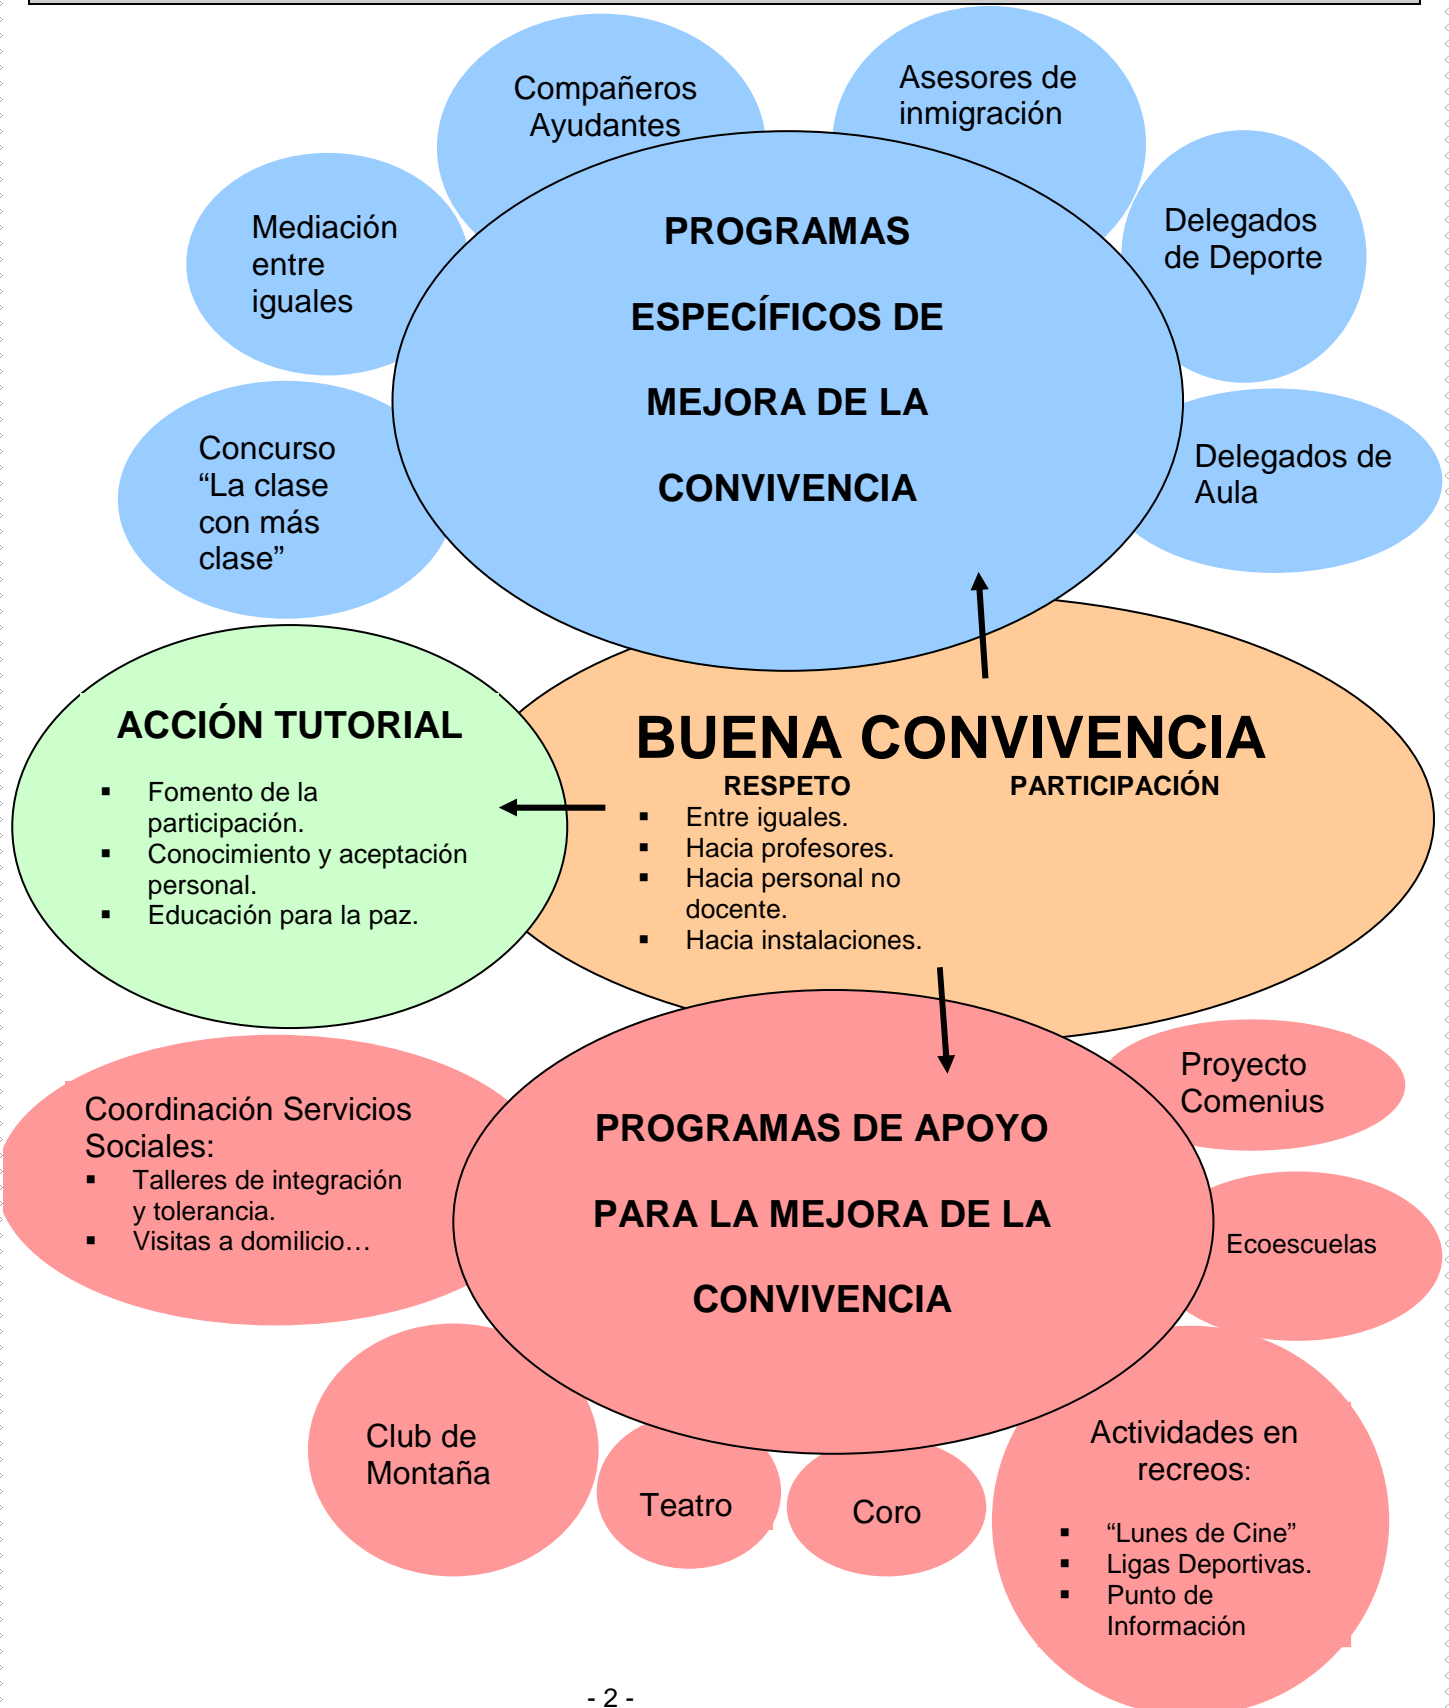 Compañeros
Ayudantes
Asesores de
inmigración
Mediación
entre
iguales
Delegados
de Deporte
PROGRAMAS
ESPECÍFICOS DE
MEJORA DE LA
CONVIVENCIA
Concurso
“La clase
con más
clase”
Delegados de
Aula
ACCIÓN TUTORIAL
▪ Fomento de la
participación.
▪ Conocimiento y aceptación
personal.
▪ Educación para la paz.
BUENA CONVIVENCIA
RESPETO PARTICIPACIÓN
▪ Entre iguales.
▪ Hacia profesores.
▪ Hacia personal no
docente.
▪ Hacia instalaciones.
Coordinación Servicios
Sociales:
▪ Talleres de integración
y tolerancia.
▪ Visitas a domilicio…
PROGRAMAS DE APOYO
PARA LA MEJORA DE LA
CONVIVENCIA
Proyecto
Comenius
Ecoescuelas
Club de
Montaña
Teatro
Coro
Actividades en
recreos:
▪ “Lunes de Cine”
▪ Ligas Deportivas.
▪ Punto de
Información
- 2 -